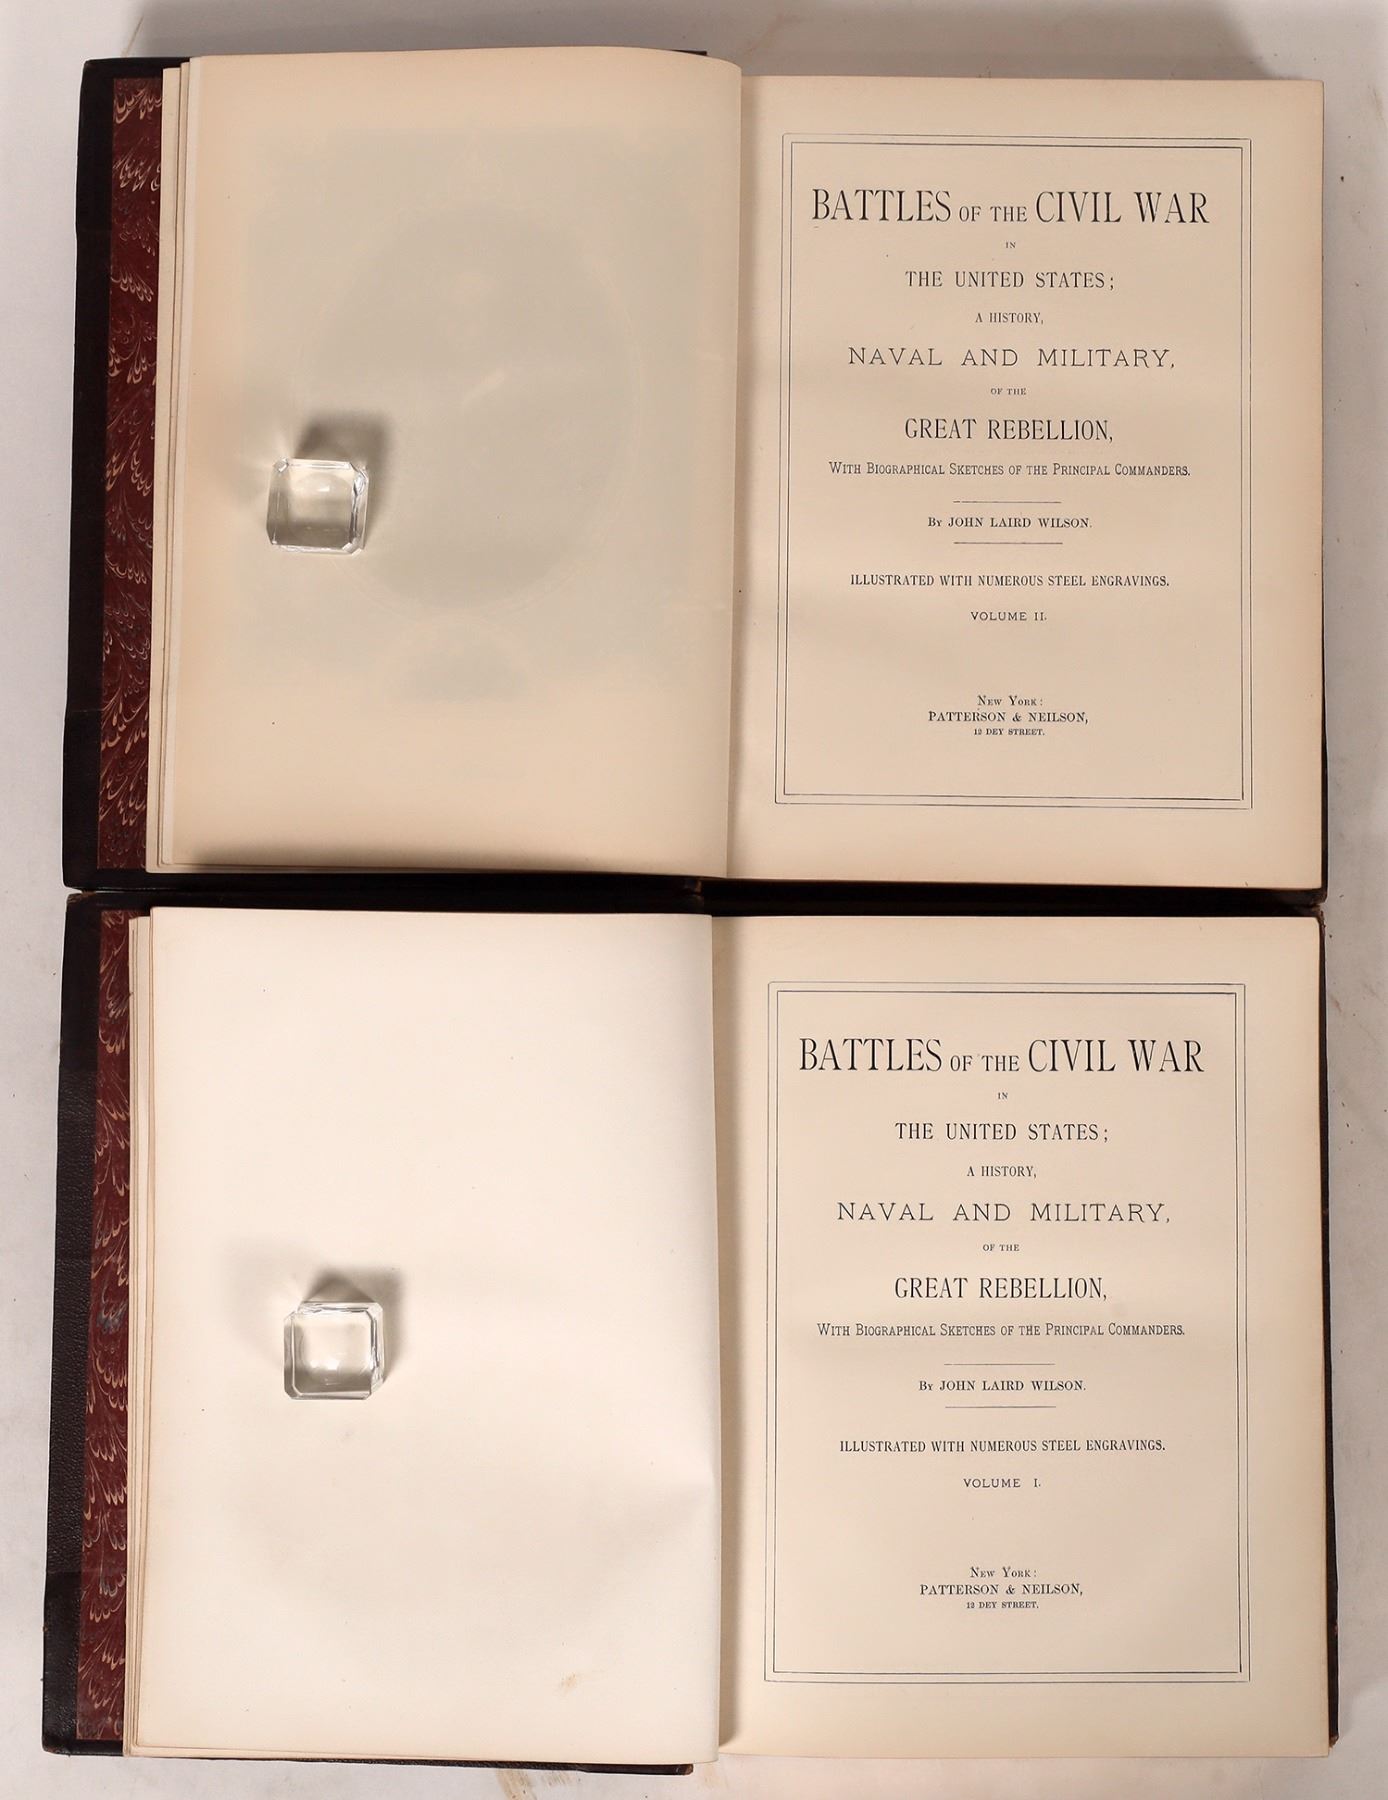 BATTLES OF THE CIVIL WAR
IN
THE UNITED STATES;
A HISTORY,
NAVAL AND MILITARY,
OF THE
GREAT REBELLION,
WITH BIOGRAPHICAL SKETCHES OF THE PRINCIPAL COMMANDERS.
BY JOHN LAIRD WILSON.
ILLUSTRATED WITH NUMEROUS STEEL ENGRAVINGS.
VOLUME II.
NEW YORK:
PATTERSON & NEILSON,
12 DEY STREET.
BATTLES OF THE CIVIL WAR
IN
THE UNITED STATES;
A HISTORY,
NAVAL AND MILITARY,
OF THE
GREAT REBELLION,
WITH BIOGRAPHICAL SKETCHES OF THE PRINCIPAL COMMANDERS.
BY JOHN LAIRD WILSON.
ILLUSTRATED WITH NUMEROUS STEEL ENGRAVINGS.
VOLUME I.
NEW YORK:
PATTERSON & NEILSON,
12 DEY STREET.